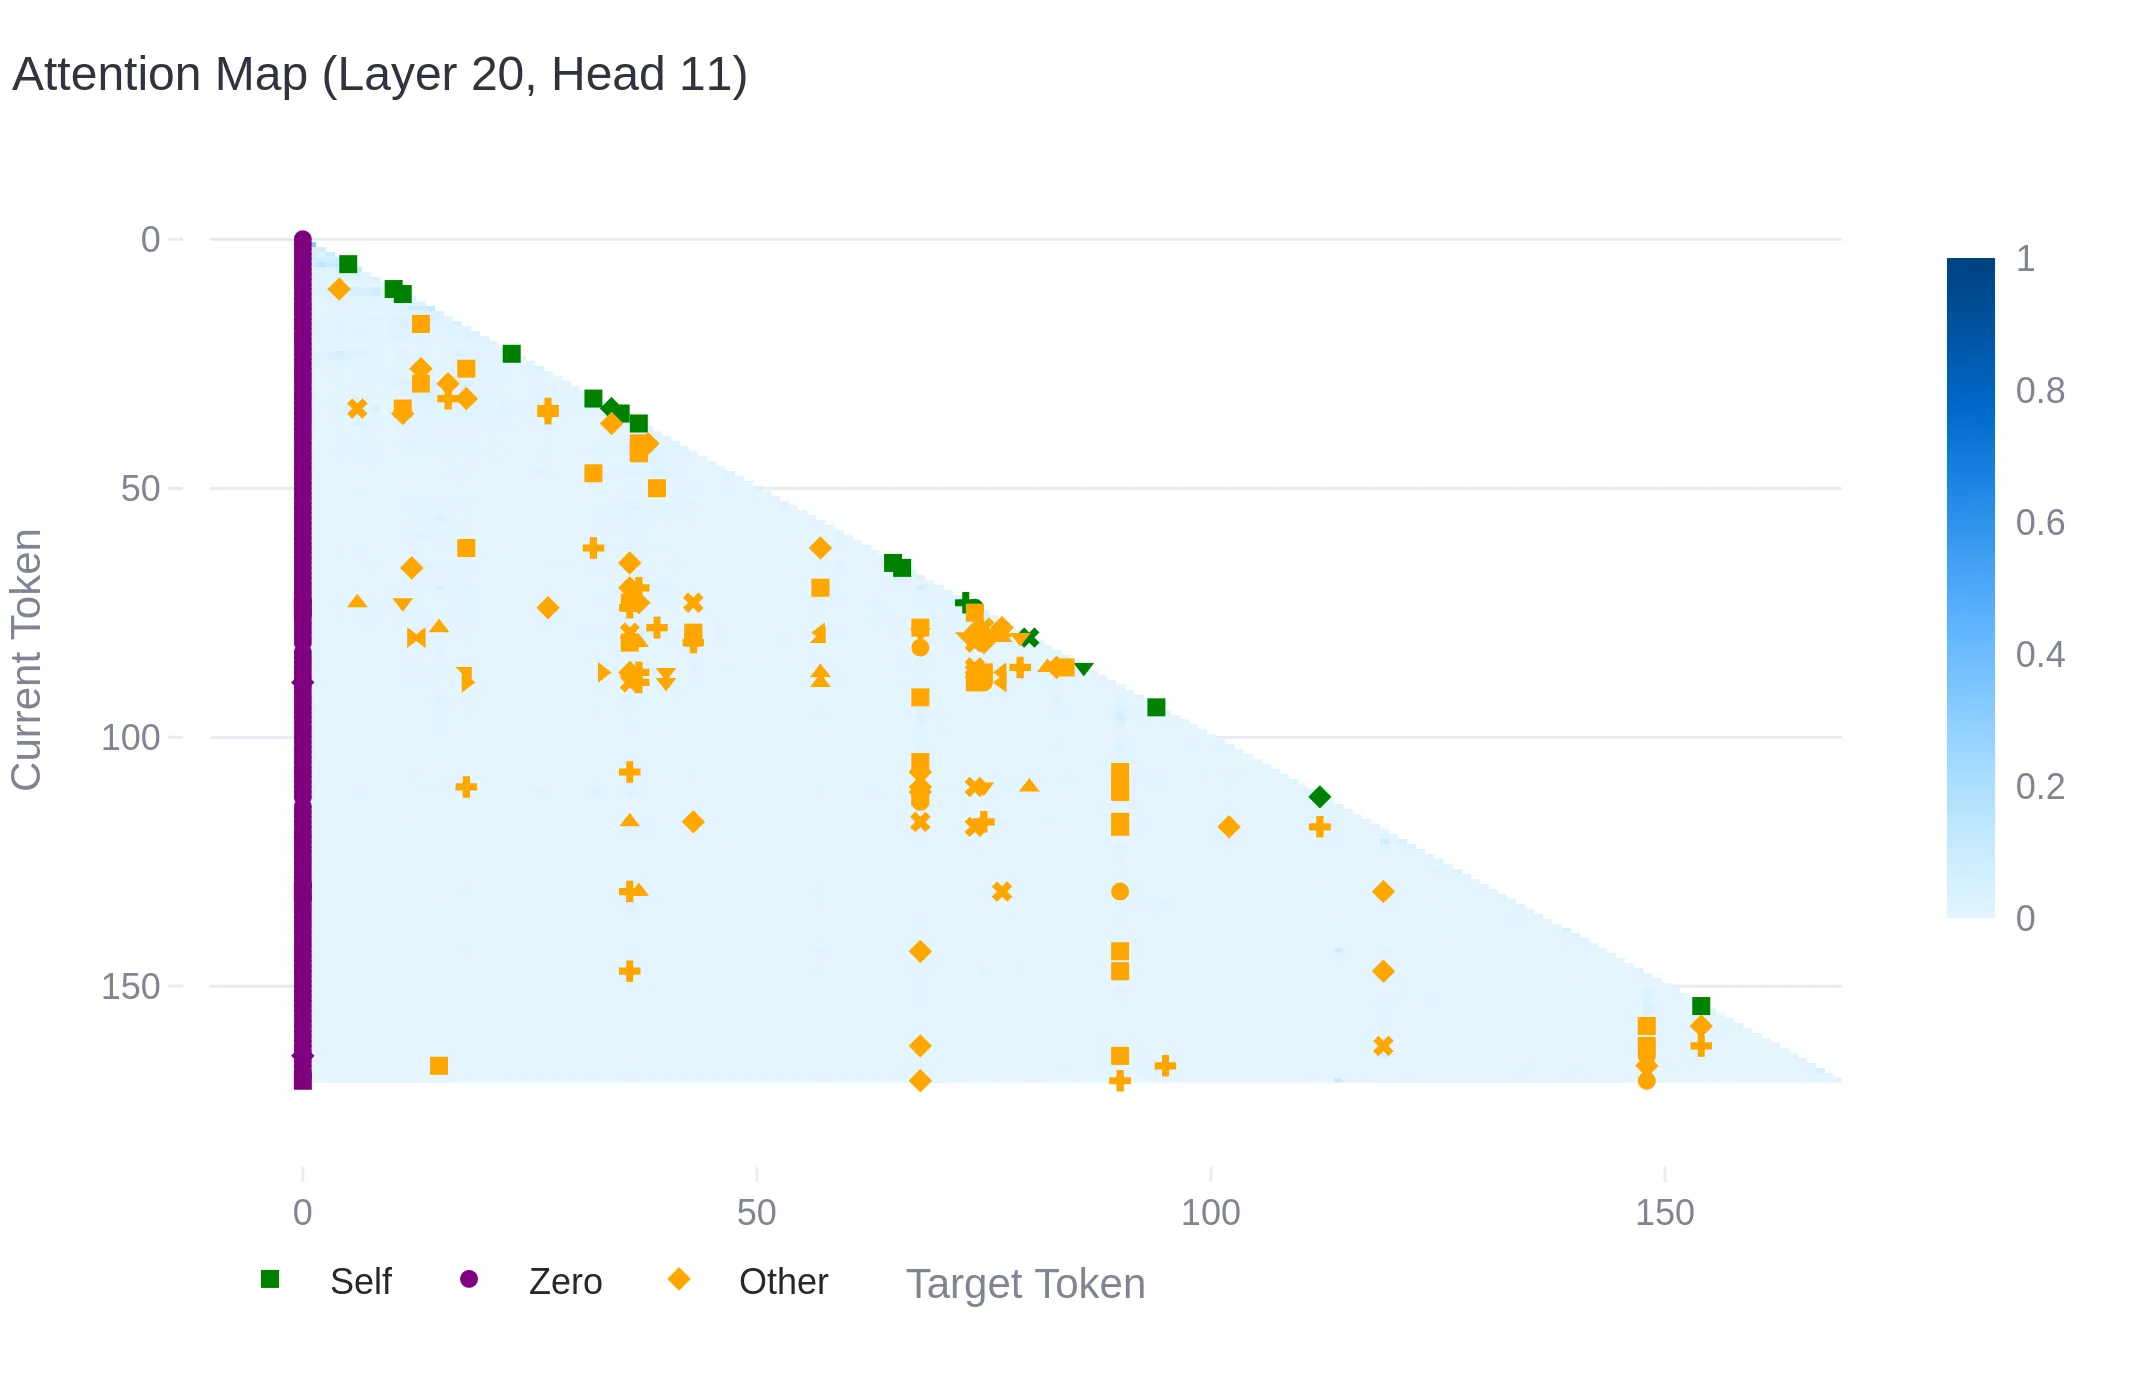 Attention Map (Layer 20, Head 11)
0
50
100
150
Current Token
0
50
100
150
Target Token
Self
Zero
Other
1
0.8
0.6
0.4
0.2
0